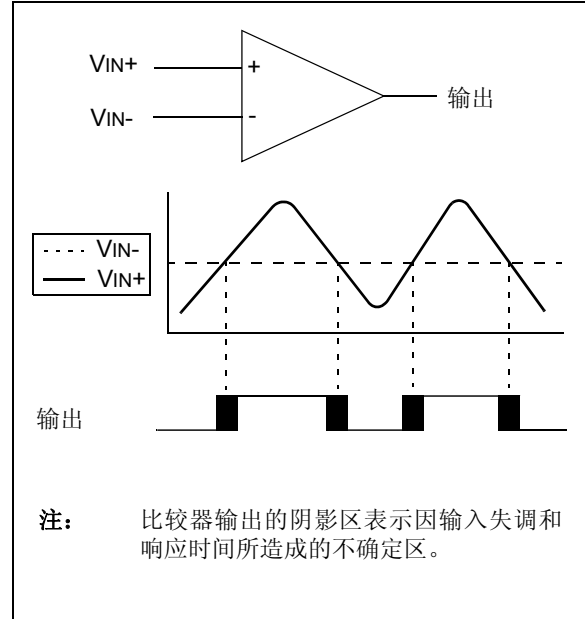 VIN+
+
输出
VIN-
-
VIN-
VIN+
输出
注：
比较器输出的阴影区表示因输入失调和
响应时间所造成的不确定区。